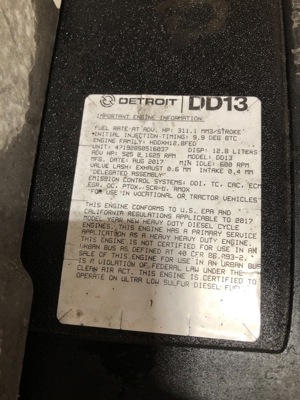 DETROIT | DD13
IMPORTANT ENGINE INFORMATION:
FUEL RATE AT ADV. HP: 311.1 MM3/STROKE
INITIAL INJECTION TIMING: 9.9 DEG BTC
ENGINE FAMILY: HDDXH12.8FED
UNIT: 471928S0516037 DISP: 12.8 LITERS
ADV HP: 505 @ 1625 RPM MODEL: DD13
MFG. DATE: AUG 2017 MIN IDLE: 600 RPM
VALVE LASH: EXHAUST 0.6 MM INTAKE 0.4 MM
*DELEGATED ASSEMBLY*
EMISSION CONTROL SYSTEMS: DDI, TC, CAC, ECM
EGR, OC, PTOX, SCR-U, AMOX
*FOR USE IN VOCATIONAL OR TRACTOR VEHICLES*
THIS ENGINE CONFORMS TO U.S. EPA AND
CALIFORNIA REGULATIONS APPLICABLE TO 2017
MODEL YEAR NEW HEAVY DUTY DIESEL CYCLE
ENGINES. THIS ENGINE HAS A PRIMARY SERVICE
APPLICATION AS A HEAVY HEAVY DUTY ENGINE.
THIS ENGINE IS NOT CERTIFIED FOR USE IN AN
URBAN BUS AS DEFINED AT 40 CFR 86.093-2.
SALE OF THIS ENGINE FOR USE IN AN URBAN BUS
IS A VIOLATION OF FEDERAL LAW UNDER THE
CLEAN AIR ACT. THIS ENGINE IS CERTIFIED TO
OPERATE ON ULTRA LOW SULFUR DIESEL FUEL